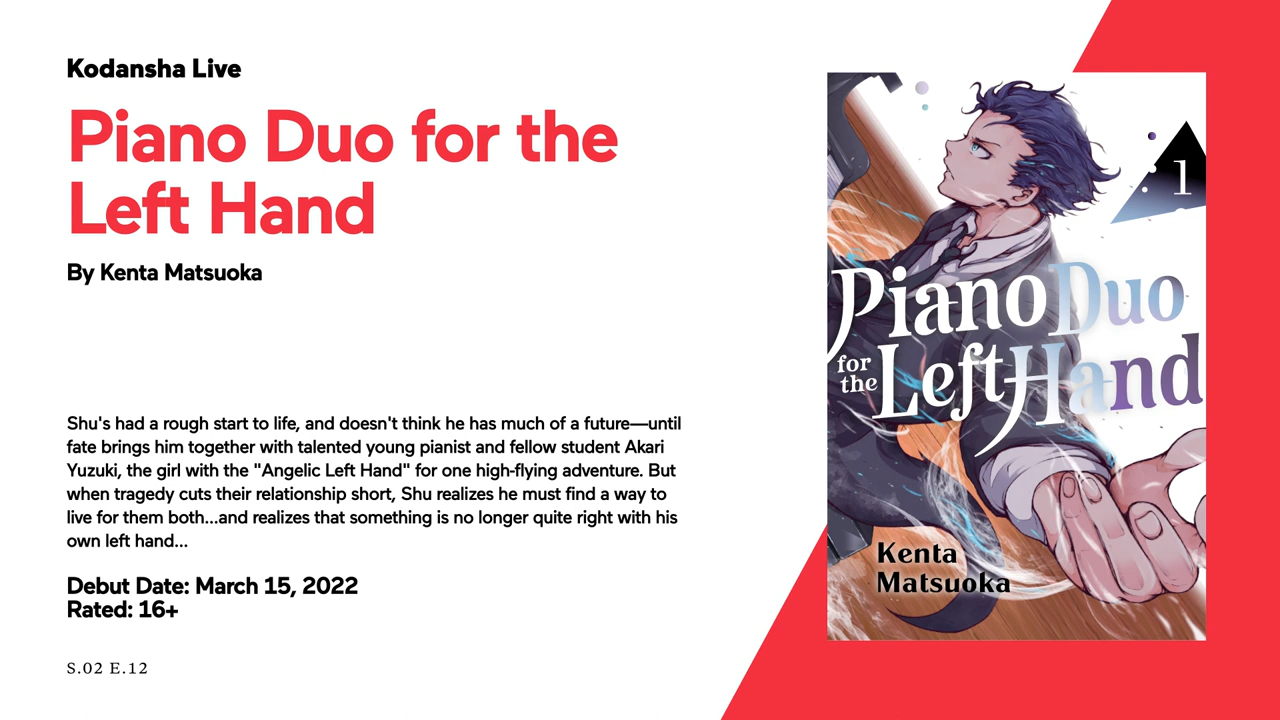 Kodansha Live
Piano Duo for the
Left Hand
By Kenta Matsuoka
Shu's had a rough start to life, and doesn't think he has much of a future—until
fate brings him together with talented young pianist and fellow student Akari
Yuzuki, the girl with the "Angelic Left Hand" for one high-flying adventure. But
when tragedy cuts their relationship short, Shu realizes he must find a way to
live for them both...and realizes that something is no longer quite right with his
own left hand...
Debut Date: March 15, 2022
Rated: 16+
S.02 E.12
1
Piano Duo
for the Left Hand
Kenta
Matsuoka